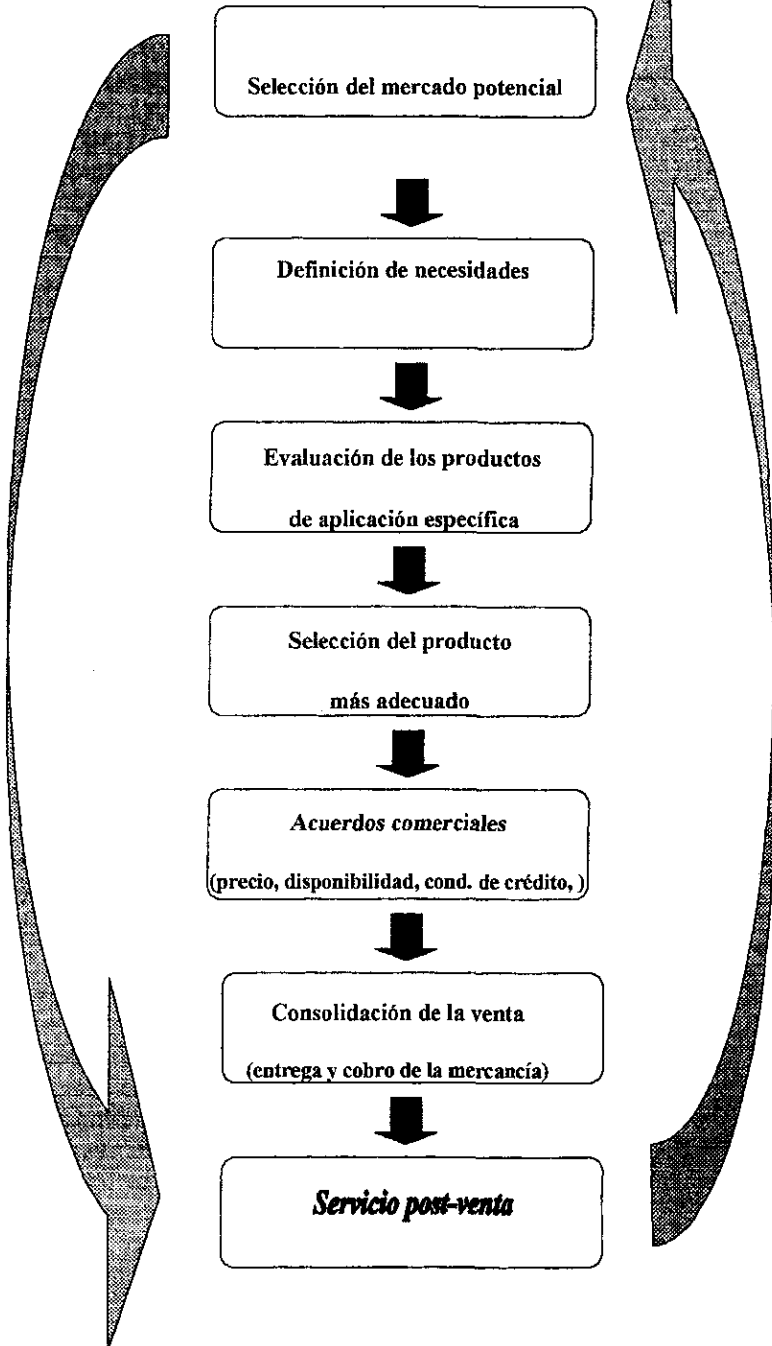 Selección del mercado potencial
Definición de necesidades
Evaluación de los productos
de aplicación específica
Selección del producto
más adecuado
Acuerdos comerciales
(precio, disponibilidad, cond. de crédito, )
Consolidación de la venta
(entrega y cobro de la mercancía)
Servicio post-venta